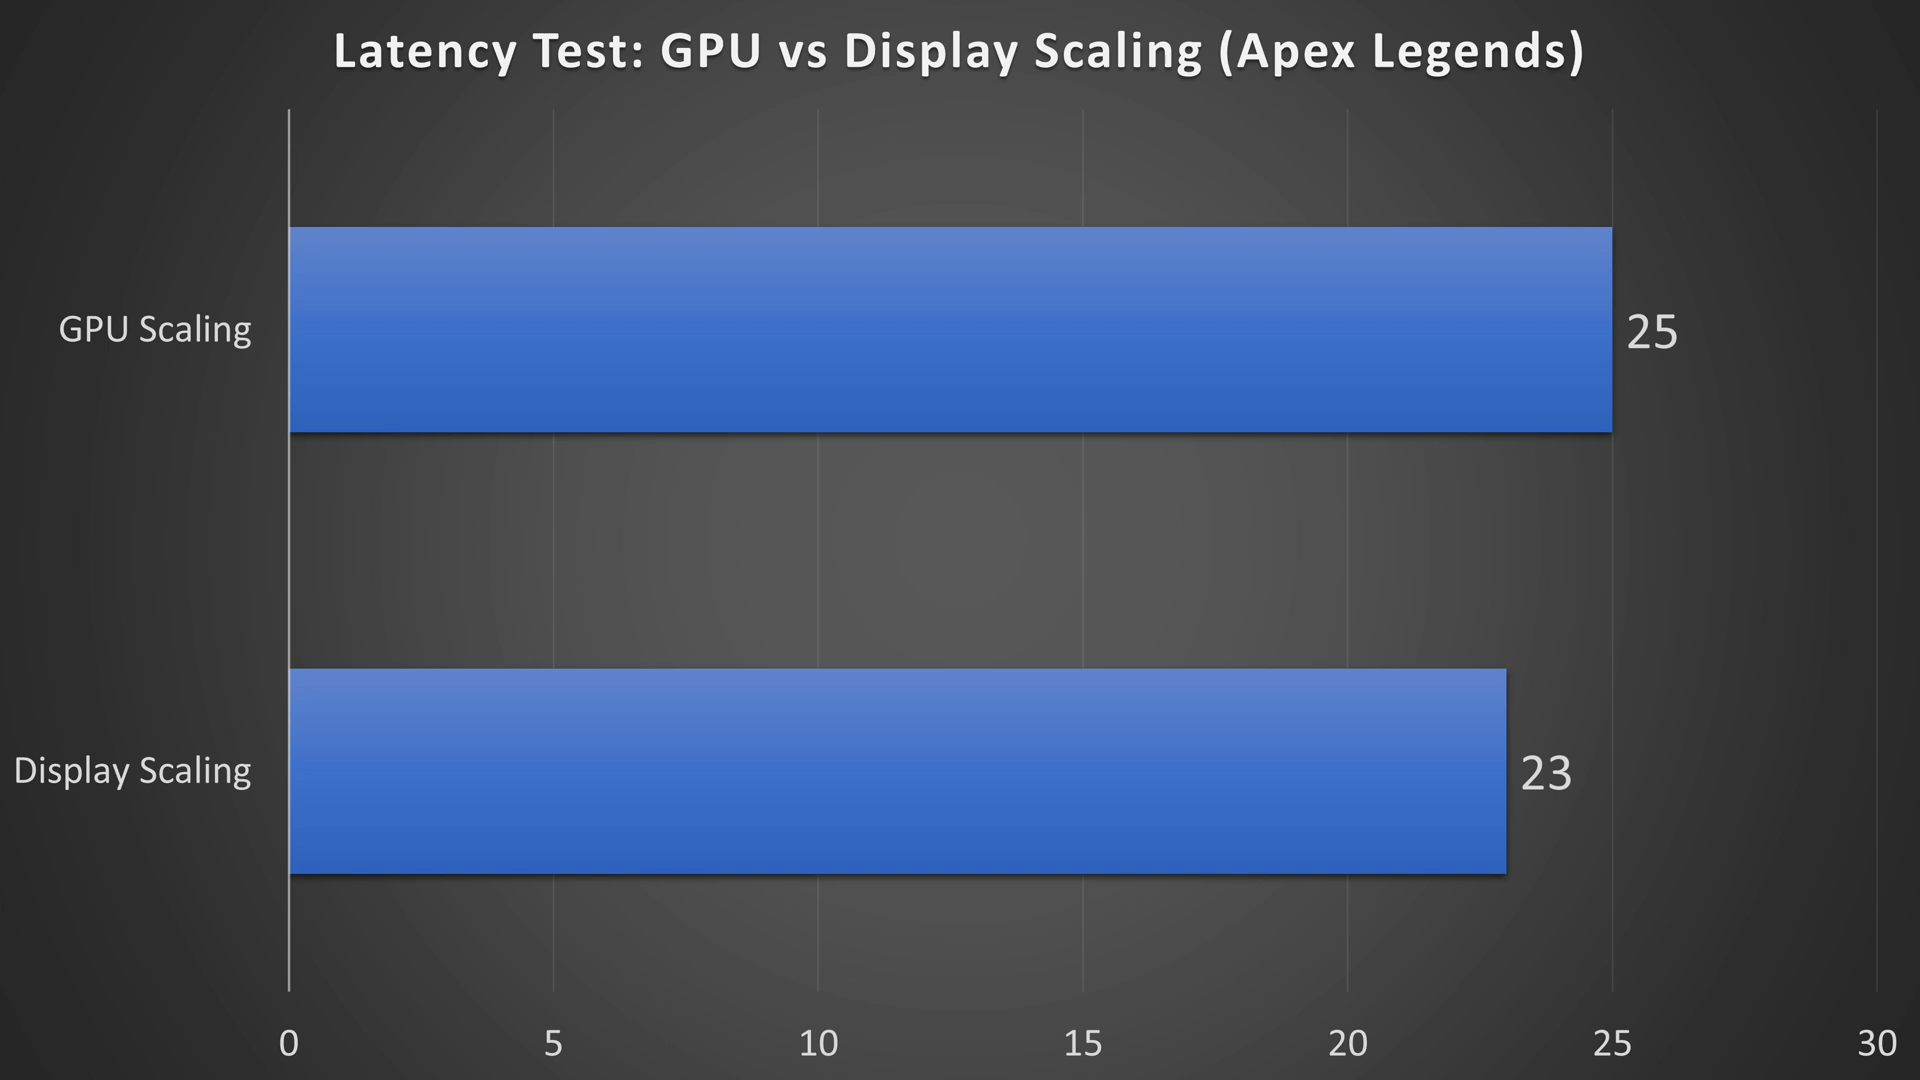 Latency Test: GPU vs Display Scaling (Apex Legends)
GPU Scaling
25
Display Scaling
23
0 5 10 15 20 25 30